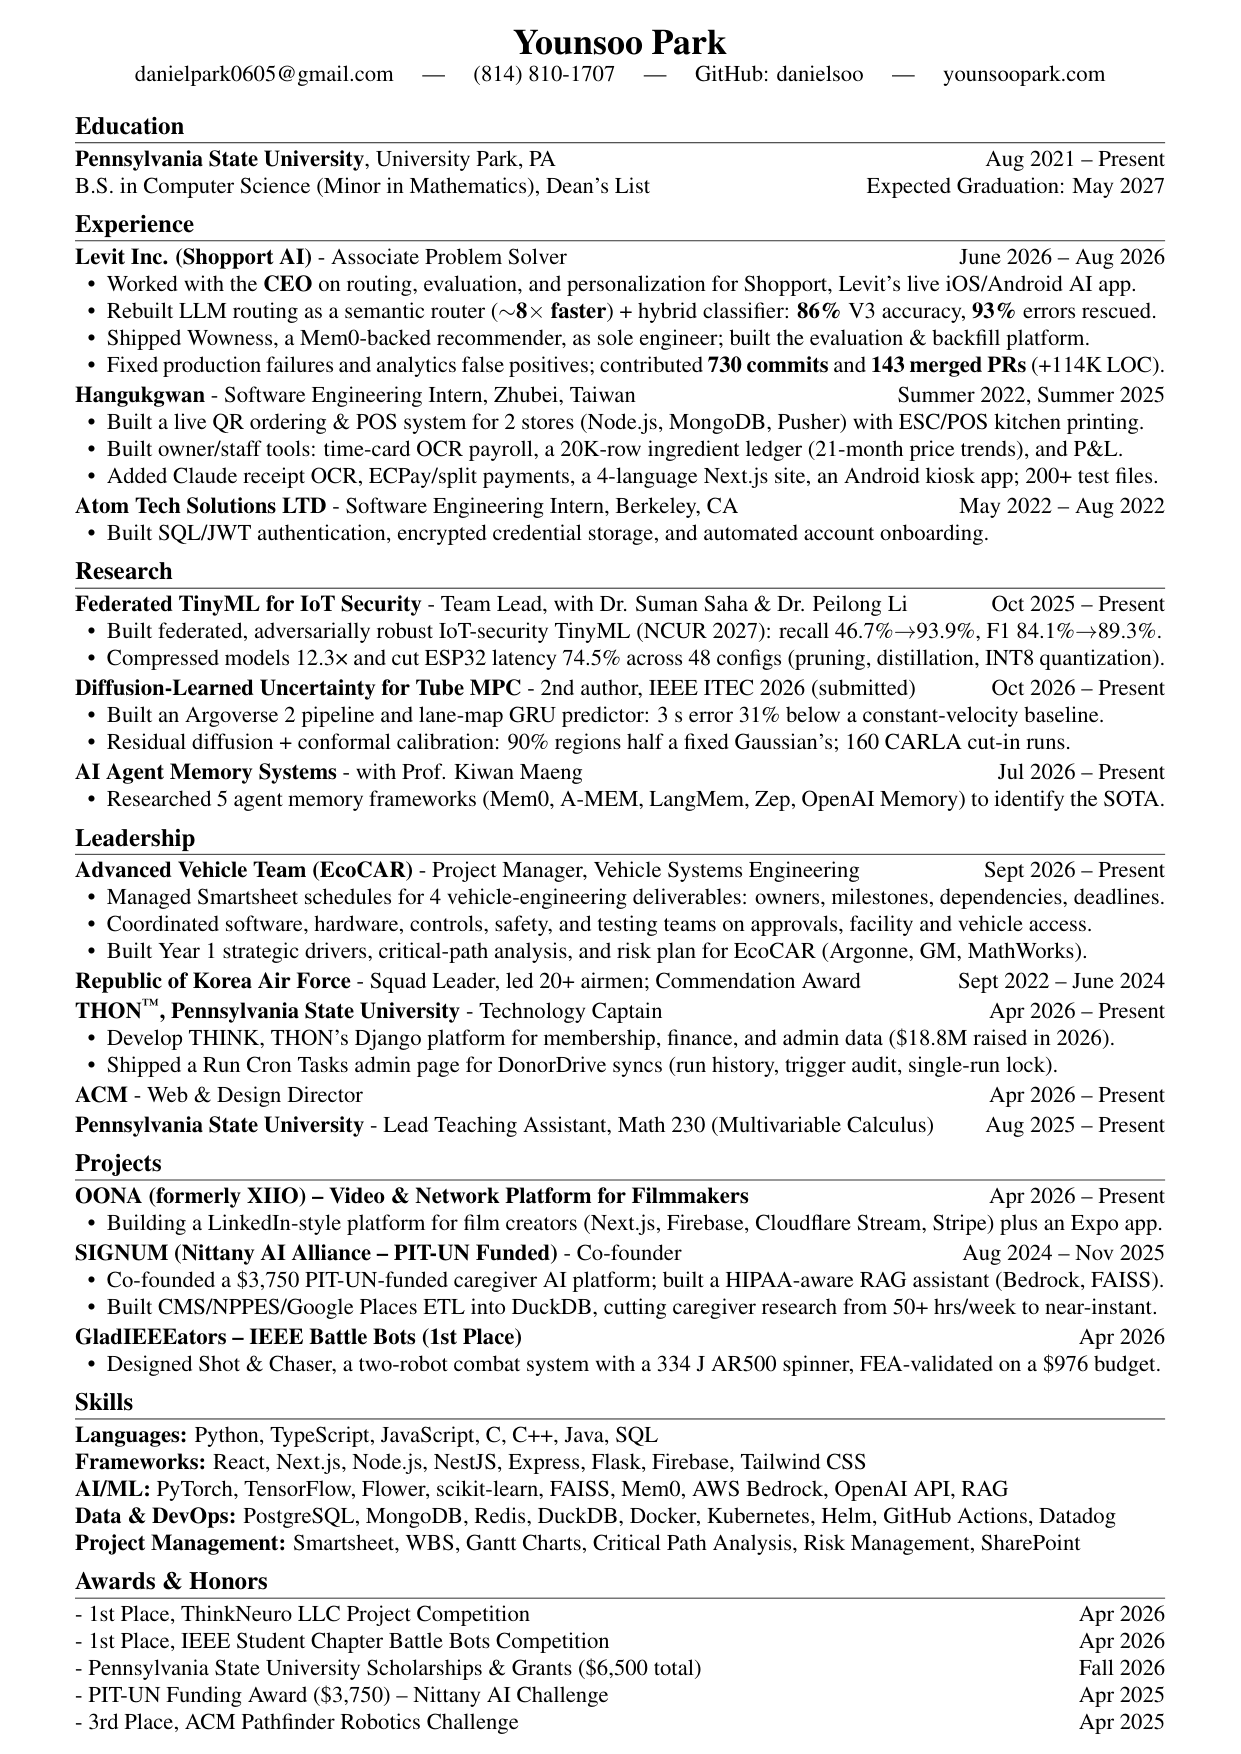 Younsoo Park
danielpark0605@gmail.com — (814) 810-1707 — GitHub: danielsoo — younsoopark.com
Education
Pennsylvania State University, University Park, PA Aug 2021 – Present
B.S. in Computer Science (Minor in Mathematics), Dean's List Expected Graduation: May 2027
Experience
Levit Inc. (Shopport AI) - Associate Problem Solver June 2026 – Aug 2026
• Worked with the CEO on routing, evaluation, and personalization for Shopport, Levit's live iOS/Android AI app.
• Rebuilt LLM routing as a semantic router (~8× faster) + hybrid classifier: 86% V3 accuracy, 93% errors rescued.
• Shipped Wowness, a Mem0-backed recommender, as sole engineer; built the evaluation & backfill platform.
• Fixed production failures and analytics false positives; contributed 730 commits and 143 merged PRs (+114K LOC).
Hangukgwan - Software Engineering Intern, Zhubei, Taiwan Summer 2022, Summer 2025
• Built a live QR ordering & POS system for 2 stores (Node.js, MongoDB, Pusher) with ESC/POS kitchen printing.
• Built owner/staff tools: time-card OCR payroll, a 20K-row ingredient ledger (21-month price trends), and P&L.
• Added Claude receipt OCR, ECPay/split payments, a 4-language Next.js site, an Android kiosk app; 200+ test files.
Atom Tech Solutions LTD - Software Engineering Intern, Berkeley, CA May 2022 – Aug 2022
• Built SQL/JWT authentication, encrypted credential storage, and automated account onboarding.
Research
Federated TinyML for IoT Security - Team Lead, with Dr. Suman Saha & Dr. Peilong Li Oct 2025 – Present
• Built federated, adversarially robust IoT-security TinyML (NCUR 2027): recall 46.7%→93.9%, F1 84.1%→89.3%.
• Compressed models 12.3× and cut ESP32 latency 74.5% across 48 configs (pruning, distillation, INT8 quantization).
Diffusion-Learned Uncertainty for Tube MPC - 2nd author, IEEE ITEC 2026 (submitted) Oct 2026 – Present
• Built an Argoverse 2 pipeline and lane-map GRU predictor: 3 s error 31% below a constant-velocity baseline.
• Residual diffusion + conformal calibration: 90% regions half a fixed Gaussian's; 160 CARLA cut-in runs.
AI Agent Memory Systems - with Prof. Kiwan Maeng Jul 2026 – Present
• Researched 5 agent memory frameworks (Mem0, A-MEM, LangMem, Zep, OpenAI Memory) to identify the SOTA.
Leadership
Advanced Vehicle Team (EcoCAR) - Project Manager, Vehicle Systems Engineering Sept 2026 – Present
• Managed Smartsheet schedules for 4 vehicle-engineering deliverables: owners, milestones, dependencies, deadlines.
• Coordinated software, hardware, controls, safety, and testing teams on approvals, facility and vehicle access.
• Built Year 1 strategic drivers, critical-path analysis, and risk plan for EcoCAR (Argonne, GM, MathWorks).
Republic of Korea Air Force - Squad Leader, led 20+ airmen; Commendation Award Sept 2022 – June 2024
THON™, Pennsylvania State University - Technology Captain Apr 2026 – Present
• Develop THINK, THON's Django platform for membership, finance, and admin data ($18.8M raised in 2026).
• Shipped a Run Cron Tasks admin page for DonorDrive syncs (run history, trigger audit, single-run lock).
ACM - Web & Design Director Apr 2026 – Present
Pennsylvania State University - Lead Teaching Assistant, Math 230 (Multivariable Calculus) Aug 2025 – Present
Projects
OONA (formerly XIIO) – Video & Network Platform for Filmmakers Apr 2026 – Present
• Building a LinkedIn-style platform for film creators (Next.js, Firebase, Cloudflare Stream, Stripe) plus an Expo app.
SIGNUM (Nittany AI Alliance – PIT-UN Funded) - Co-founder Aug 2024 – Nov 2025
• Co-founded a $3,750 PIT-UN-funded caregiver AI platform; built a HIPAA-aware RAG assistant (Bedrock, FAISS).
• Built CMS/NPPES/Google Places ETL into DuckDB, cutting caregiver research from 50+ hrs/week to near-instant.
GladIEEEators – IEEE Battle Bots (1st Place) Apr 2026
• Designed Shot & Chaser, a two-robot combat system with a 334 J AR500 spinner, FEA-validated on a $976 budget.
Skills
Languages: Python, TypeScript, JavaScript, C, C++, Java, SQL
Frameworks: React, Next.js, Node.js, NestJS, Express, Flask, Firebase, Tailwind CSS
AI/ML: PyTorch, TensorFlow, Flower, scikit-learn, FAISS, Mem0, AWS Bedrock, OpenAI API, RAG
Data & DevOps: PostgreSQL, MongoDB, Redis, DuckDB, Docker, Kubernetes, Helm, GitHub Actions, Datadog
Project Management: Smartsheet, WBS, Gantt Charts, Critical Path Analysis, Risk Management, SharePoint
Awards & Honors
- 1st Place, ThinkNeuro LLC Project Competition Apr 2026
- 1st Place, IEEE Student Chapter Battle Bots Competition Apr 2026
- Pennsylvania State University Scholarships & Grants ($6,500 total) Fall 2026
- PIT-UN Funding Award ($3,750) – Nittany AI Challenge Apr 2025
- 3rd Place, ACM Pathfinder Robotics Challenge Apr 2025